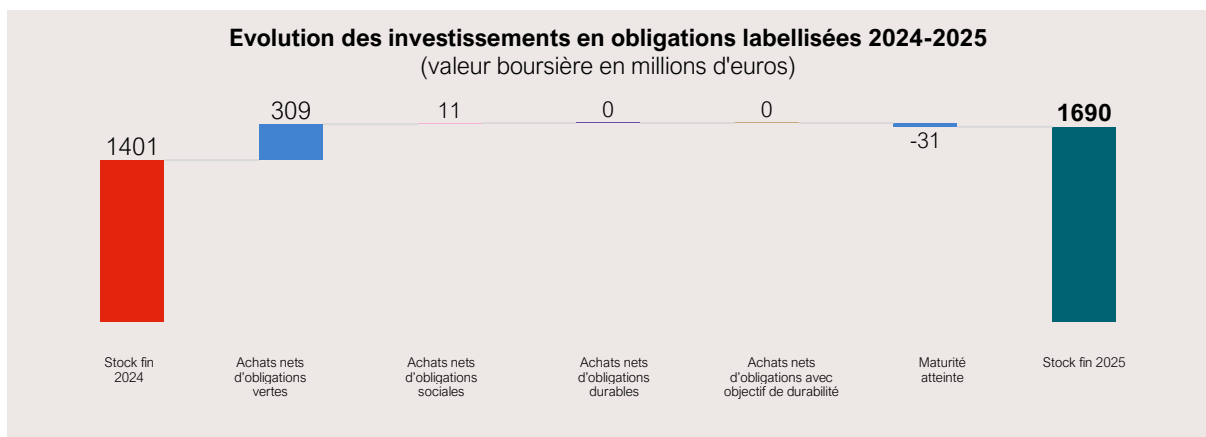 Evolution des investissements en obligations labellisées 2024-2025
(valeur boursière en millions d'euros)
1401
309
11
0
0
-31
1690
Stock fin
2024
Achats nets
d'obligations
vertes
Achats nets
d'obligations
sociales
Achats nets
d'obligations
durables
Achats nets
d'obligations avec
objectif de durabilité
Maturité
atteinte
Stock fin 2025